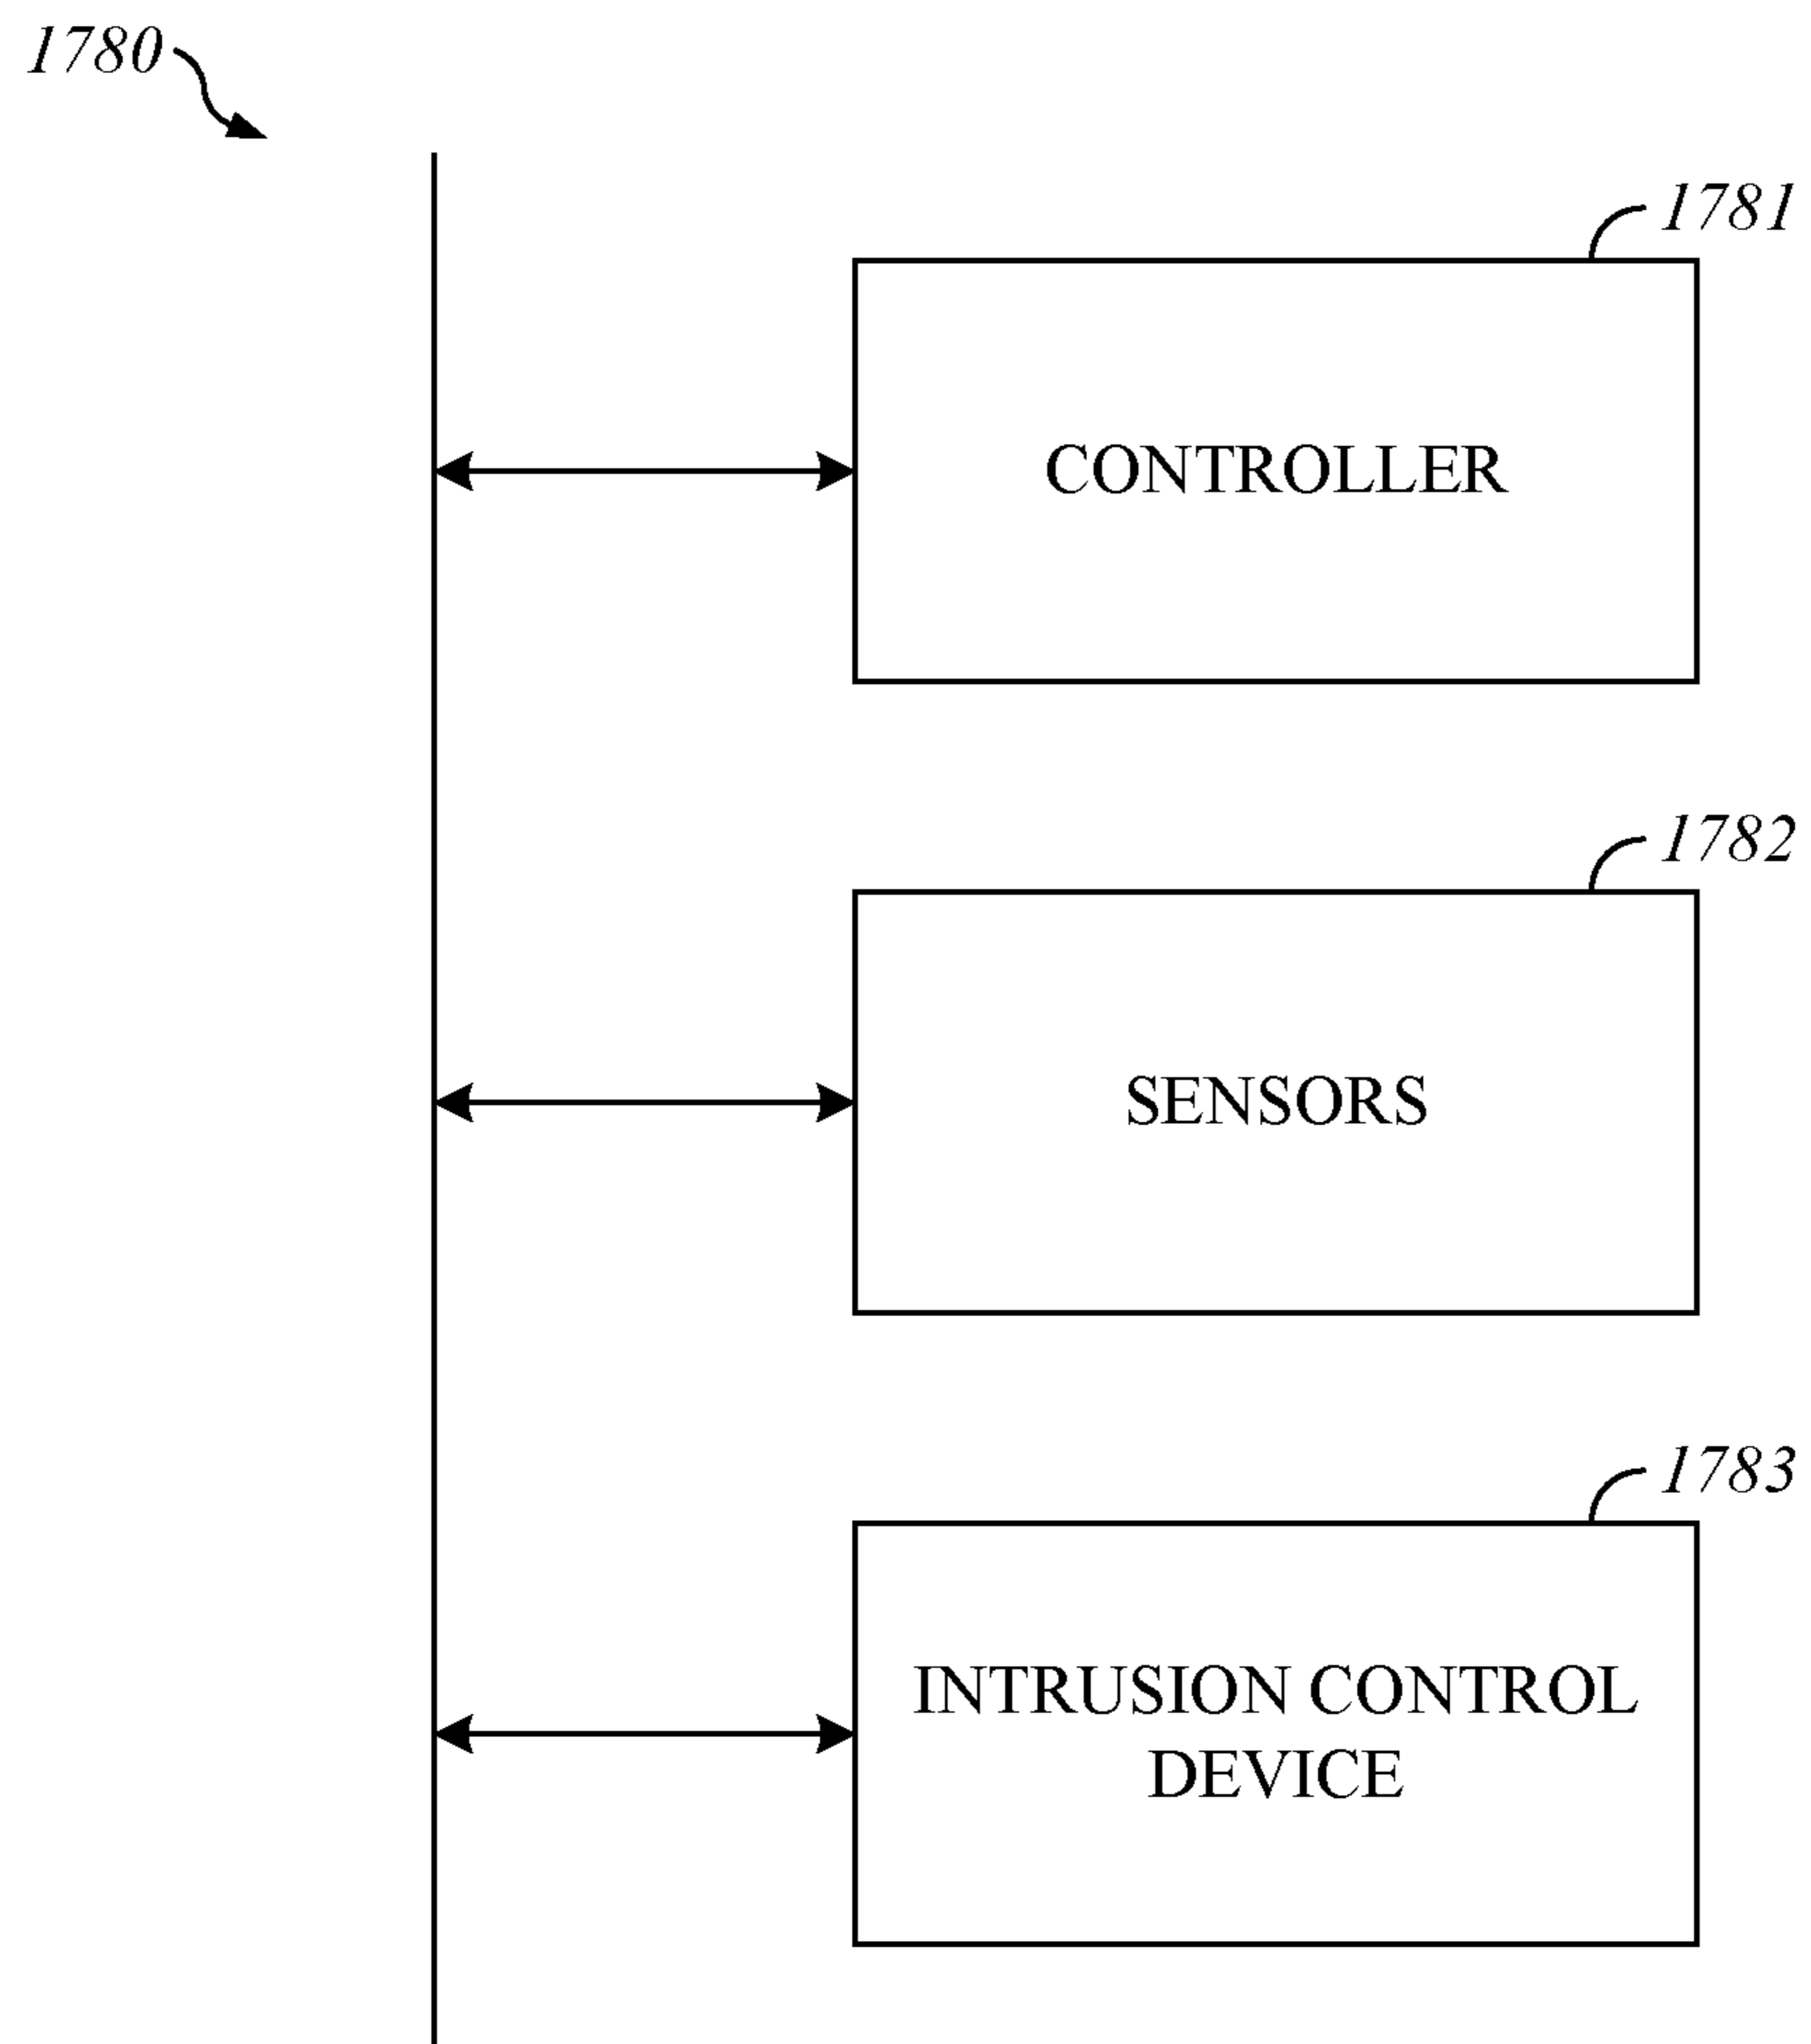 1780
1781
CONTROLLER
1782
SENSORS
1783
INTRUSION CONTROL
DEVICE